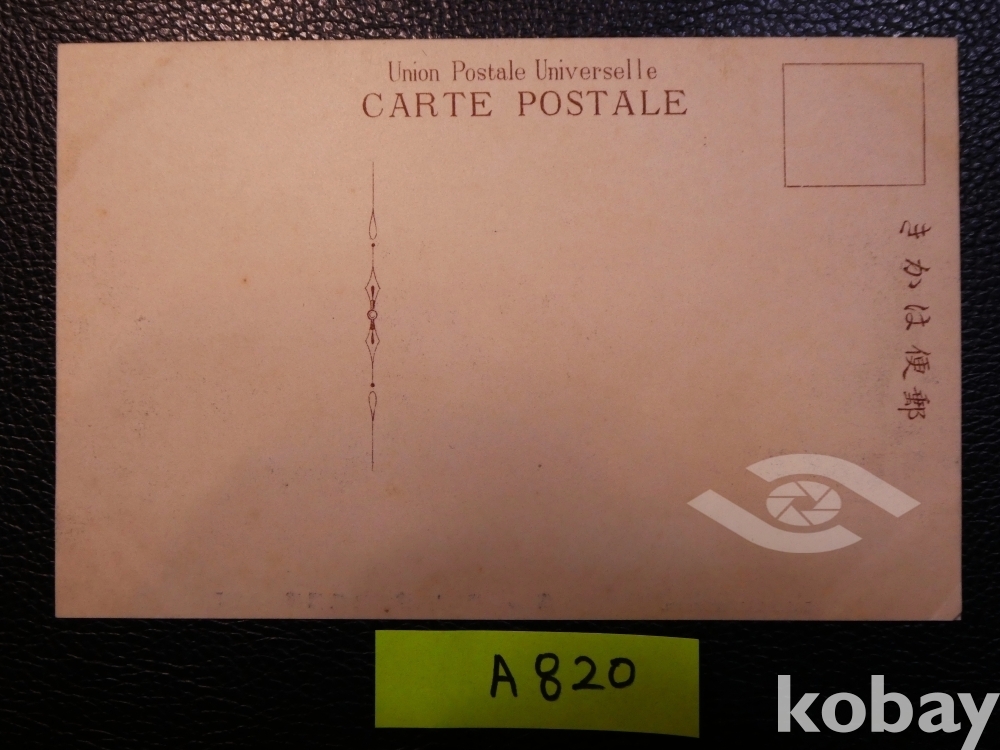 Union Postale Universelle
CARTE POSTALE
きかは便郵
A820
kobay